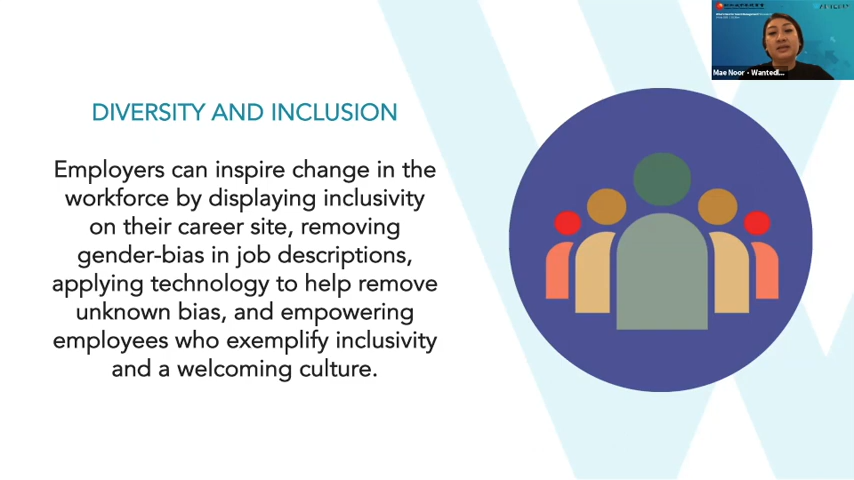 Mae Noor - Wantedl...
DIVERSITY AND INCLUSION
Employers can inspire change in the
workforce by displaying inclusivity
on their career site, removing
gender-bias in job descriptions,
applying technology to help remove
unknown bias, and empowering
employees who exemplify inclusivity
and a welcoming culture.